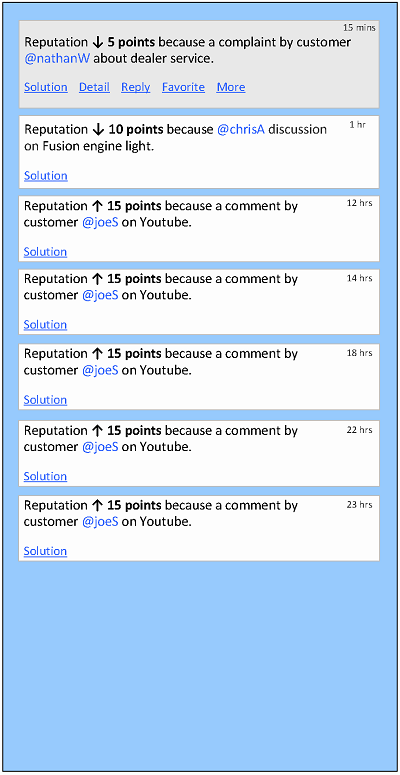 15 mins
Reputation ↓ 5 points because a complaint by customer
@nathanW about dealer service.
Solution Detail Reply Favorite More
1 hr
Reputation ↓ 10 points because @chrisA discussion
on Fusion engine light.
Solution
12 hrs
Reputation ↑ 15 points because a comment by
customer @joeS on Youtube.
Solution
14 hrs
Reputation ↑ 15 points because a comment by
customer @joeS on Youtube.
Solution
18 hrs
Reputation ↑ 15 points because a comment by
customer @joeS on Youtube.
Solution
22 hrs
Reputation ↑ 15 points because a comment by
customer @joeS on Youtube.
Solution
23 hrs
Reputation ↑ 15 points because a comment by
customer @joeS on Youtube.
Solution